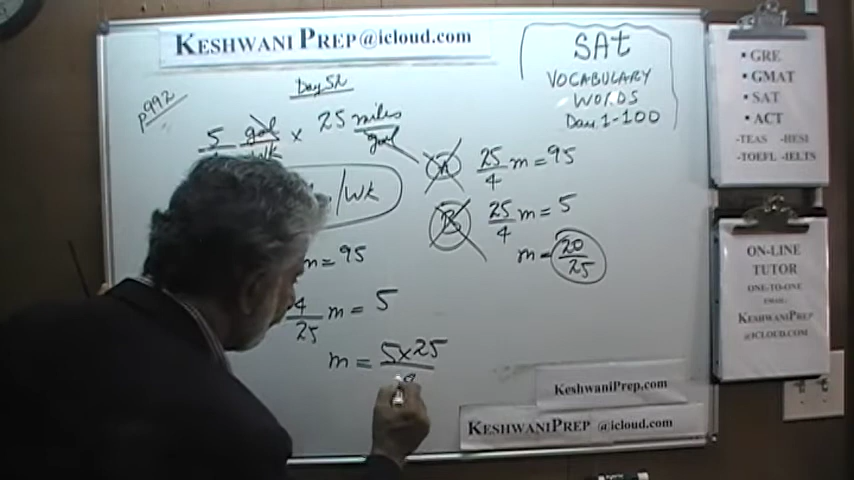 KESHWANI PREP@icloud.com
Day 52
p992
5 gal × 25 miles
wk gal
/wk
m = 95
4
25 m = 5
m = 5×25
SAt
VOCABULARY
WORDS
Day 1-100
A 25/4 m = 95
B 25/4 m = 5
m = 20/25
• GRE
• GMAT
• SAT
• ACT
-TEAS -HESI
-TOEFL -IELTS
ON-LINE
TUTOR
ONE-TO-ONE
EMAIL
KESHWANIPREP
@ICLOUD.COM
KeshwaniPrep.com
KESHWANIPREP @icloud.com